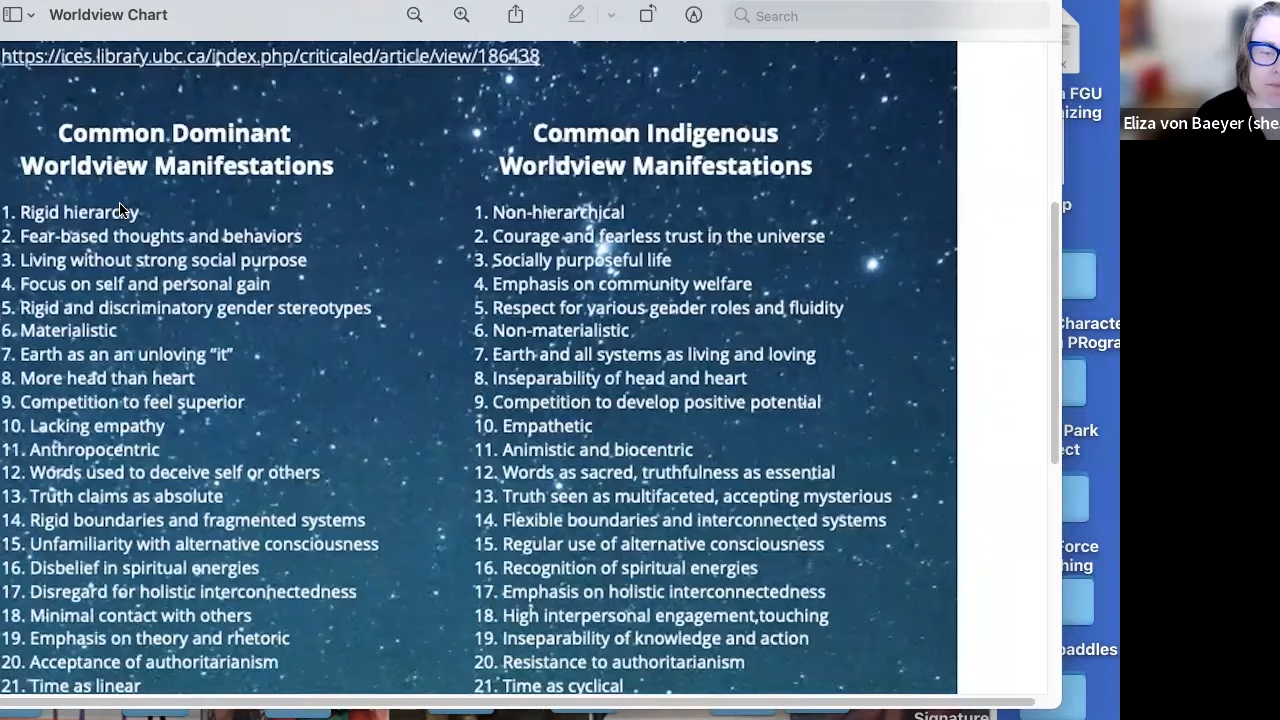 Worldview Chart
Search
https://ices.library.ubc.ca/index.php/criticaled/article/view/186438
Common Dominant
Worldview Manifestations
1. Rigid hierarchy
2. Fear-based thoughts and behaviors
3. Living without strong social purpose
4. Focus on self and personal gain
5. Rigid and discriminatory gender stereotypes
6. Materialistic
7. Earth as an an unloving “it”
8. More head than heart
9. Competition to feel superior
10. Lacking empathy
11. Anthropocentric
12. Words used to deceive self or others
13. Truth claims as absolute
14. Rigid boundaries and fragmented systems
15. Unfamiliarity with alternative consciousness
16. Disbelief in spiritual energies
17. Disregard for holistic interconnectedness
18. Minimal contact with others
19. Emphasis on theory and rhetoric
20. Acceptance of authoritarianism
21. Time as linear
Common Indigenous
Worldview Manifestations
1. Non-hierarchical
2. Courage and fearless trust in the universe
3. Socially purposeful life
4. Emphasis on community welfare
5. Respect for various gender roles and fluidity
6. Non-materialistic
7. Earth and all systems as living and loving
8. Inseparability of head and heart
9. Competition to develop positive potential
10. Empathetic
11. Animistic and biocentric
12. Words as sacred, truthfulness as essential
13. Truth seen as multifaceted, accepting mysterious
14. Flexible boundaries and interconnected systems
15. Regular use of alternative consciousness
16. Recognition of spiritual energies
17. Emphasis on holistic interconnectedness
18. High interpersonal engagement,touching
19. Inseparability of knowledge and action
20. Resistance to authoritarianism
21. Time as cyclical
FGU
izing
p
Characte
PRogra
Park
ect
Force
hing
paddles
Signature
Eliza von Baeyer (she